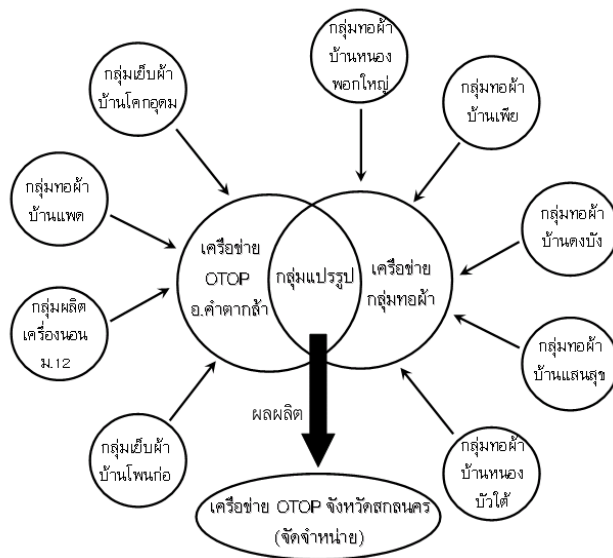 กลุ่มทอผ้า
บ้านหนอง
พอกใหญ่
กลุ่มเย็บผ้า
บ้านโคกอุดม
กลุ่มทอผ้า
บ้านเพีย
กลุ่มทอผ้า
บ้านแพด
กลุ่มทอผ้า
บ้านดงบัง
เครือข่าย
OTOP
อ.คำตากล้า
กลุ่มแปรรูป
เครือข่าย
กลุ่มทอผ้า
กลุ่มผลิต
เครื่องนอน
ม.12
กลุ่มทอผ้า
บ้านแสนสุข
ผลผลิต
กลุ่มเย็บผ้า
บ้านโพนก่อ
กลุ่มทอผ้า
บ้านหนอง
บัวใต้
เครือข่าย OTOP จังหวัดสกลนคร
(จัดจำหน่าย)